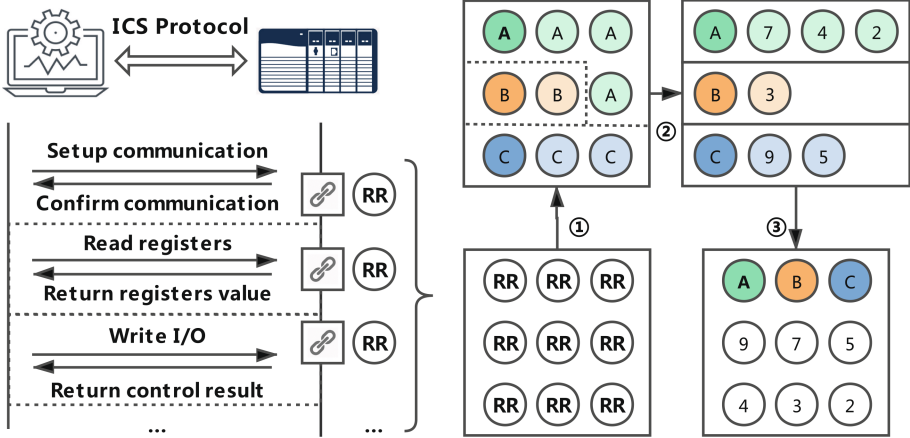 ICS Protocol
Setup communication
Confirm communication
RR
Read registers
Return registers value
RR
Write I/O
Return control result
RR
... ...
A A A
B B A
C C C
②
A 7 4 2
B 3
C 9 5
①
③
RR RR RR
RR RR RR
RR RR RR
A B C
9 7 5
4 3 2